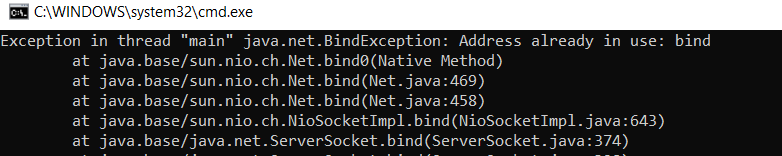 C:\WINDOWS\system32\cmd.exe
Exception in thread "main" java.net.BindException: Address already in use: bind
at java.base/sun.nio.ch.Net.bind0(Native Method)
at java.base/sun.nio.ch.Net.bind(Net.java:469)
at java.base/sun.nio.ch.Net.bind(Net.java:458)
at java.base/sun.nio.ch.NioSocketImpl.bind(NioSocketImpl.java:643)
at java.base/java.net.ServerSocket.bind(ServerSocket.java:374)